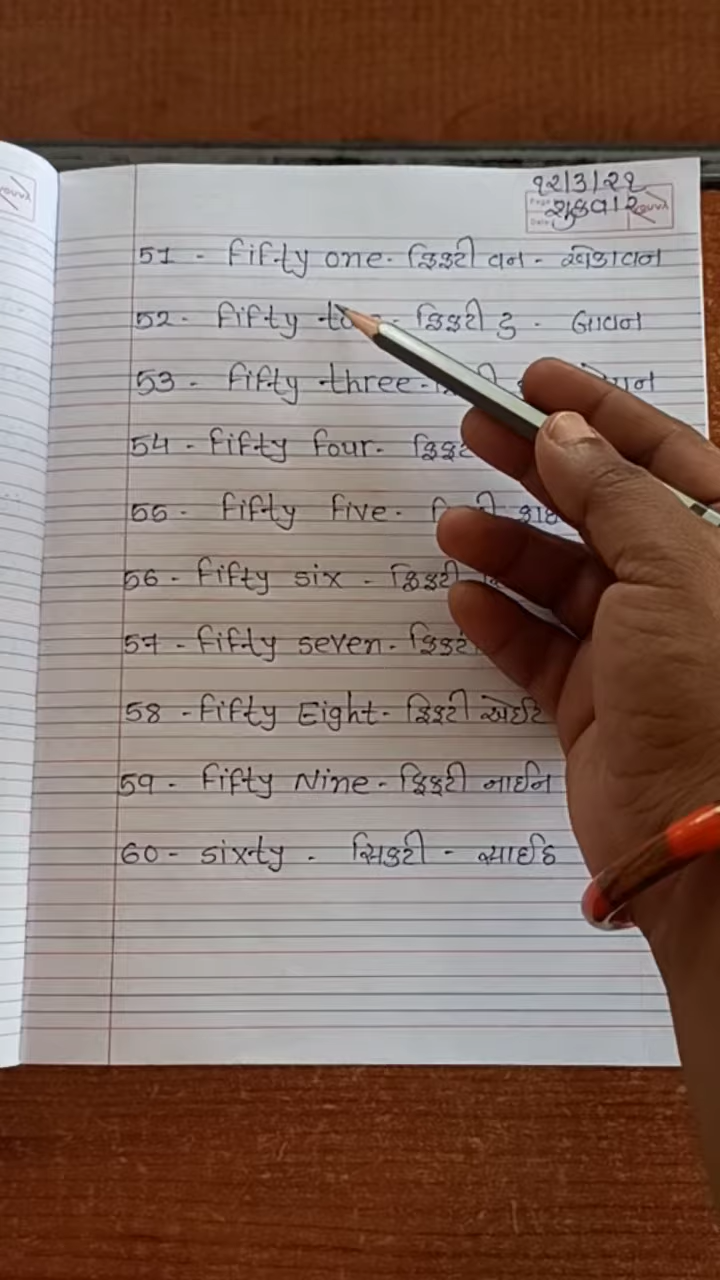 ૧૨/૩/૨૧
શુક્રવાર
51 - fifty one - ફિફ્ટી વન - એકાવન
52 - fifty - ફિફ્ટી ટુ - બાવન
53 - fifty three -
54 - fifty four -
55 - fifty five -
56 - fifty six - ફિફ્ટી
57 - fifty seven -
58 - fifty Eight - ફિફ્ટી એઈટ
59 - fifty Nine - ફિફ્ટી નાઈન
60 - sixty - સિક્ટી - સાઈઠ